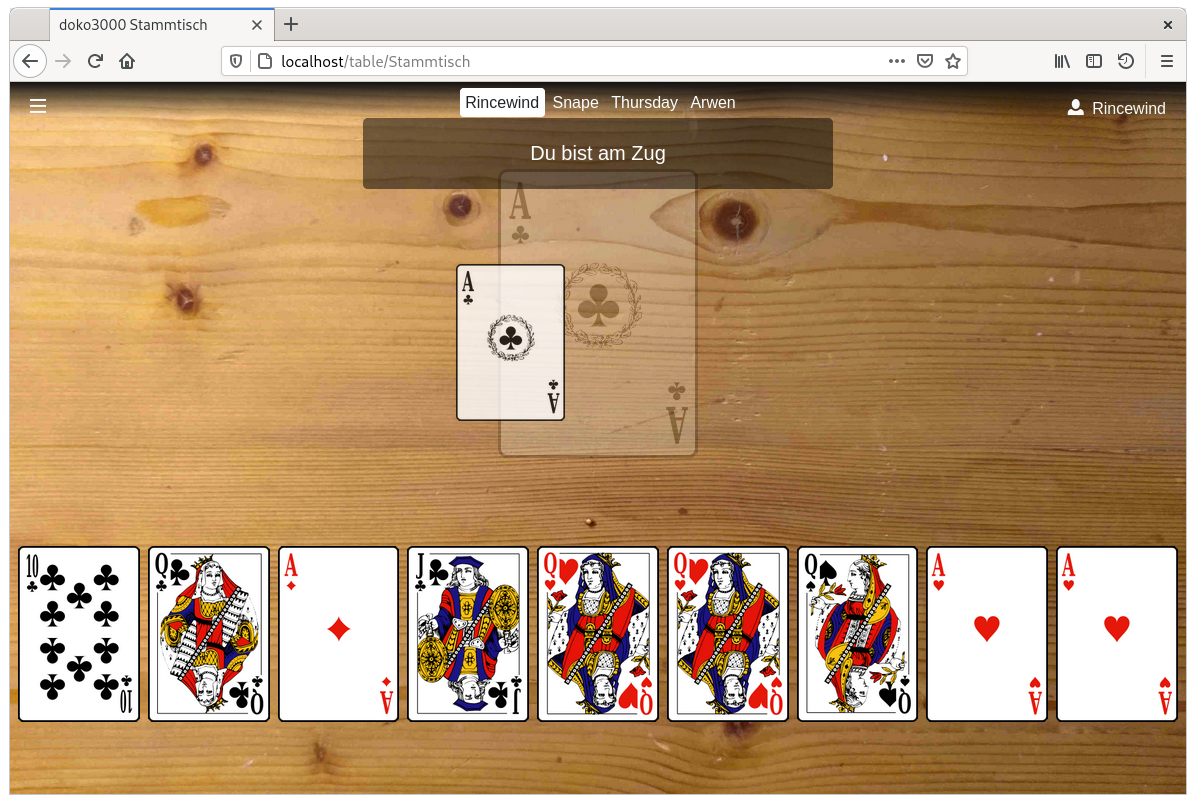 doko3000 Stammtisch
localhost/table/Stammtisch
Rincewind Snape Thursday Arwen
Rincewind
Du bist am Zug
A
A
A
A
10 Q A J Q Q Q A A
10 Q A J Q Q Q A A